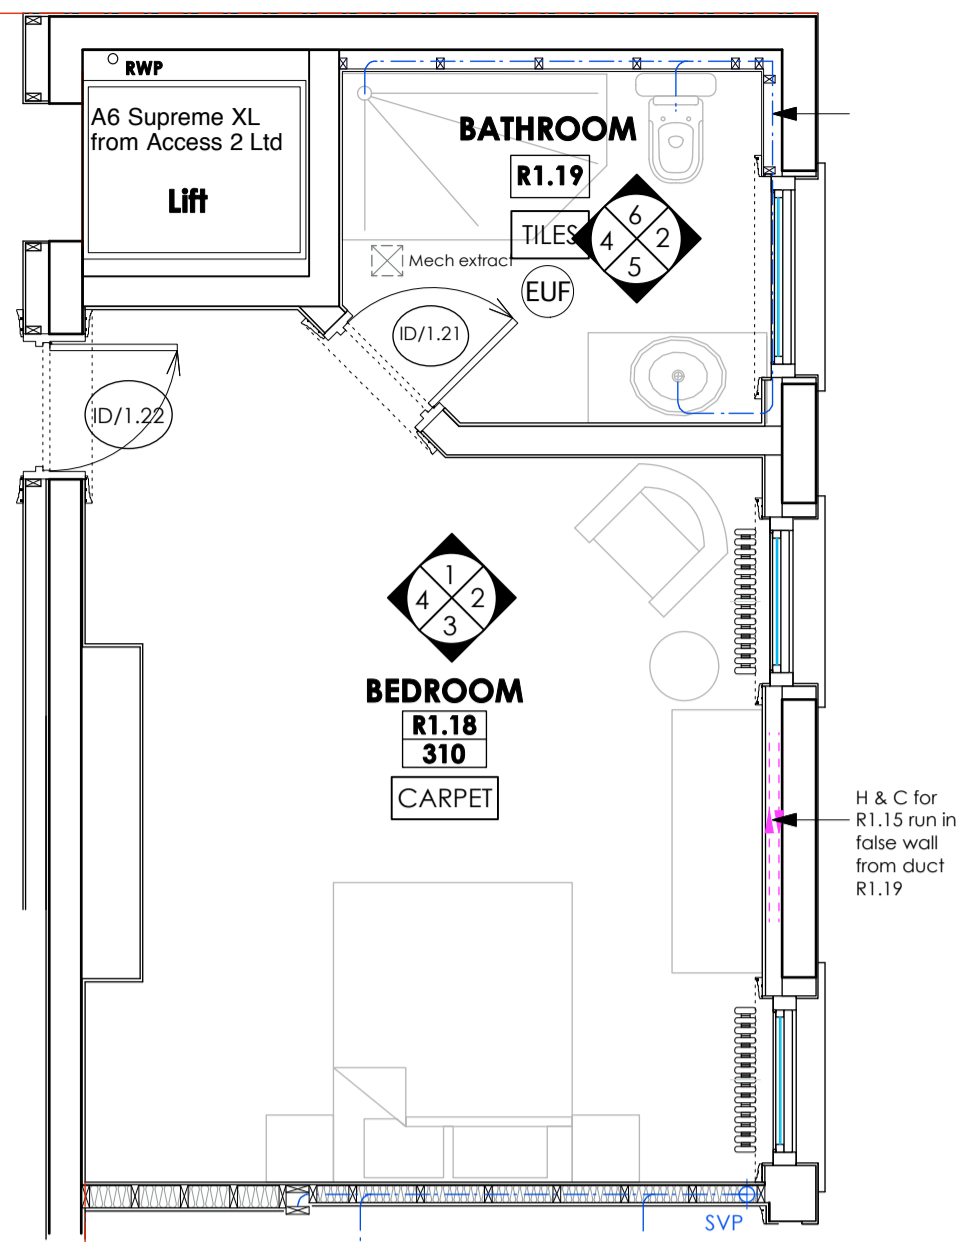 RWP
A6 Supreme XL
from Access 2 Ltd
Lift
BATHROOM
R1.19
TILES
6
4 2
5
Mech extract
EUF
ID/1.21
ID/1.22
1
4 2
3
BEDROOM
R1.18
310
CARPET
H & C for
R1.15 run in
false wall
from duct
R1.19
SVP